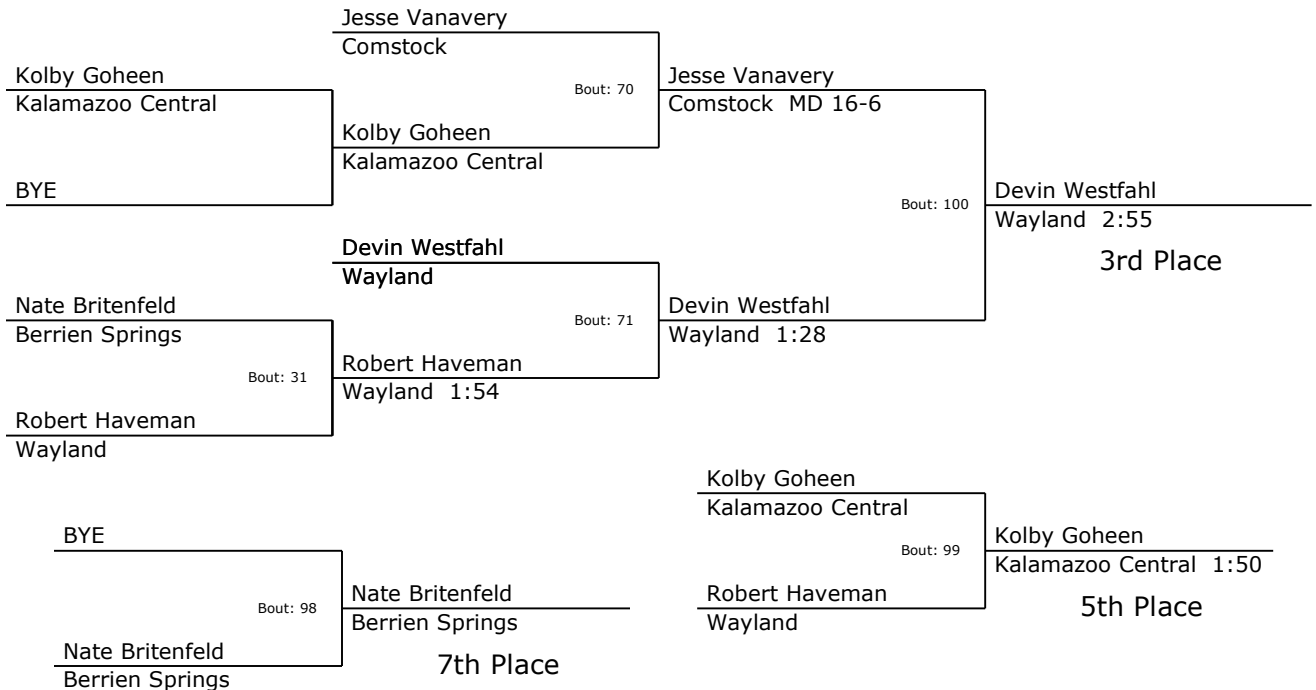 Jesse Vanavery
Comstock
Kolby Goheen
Kalamazoo Central
Bout: 70
Jesse Vanavery
Comstock MD 16-6
Kolby Goheen
Kalamazoo Central
BYE
Bout: 100
Devin Westfahl
Wayland 2:55
3rd Place
Devin Westfahl
Wayland
Nate Britenfeld
Berrien Springs
Bout: 71
Devin Westfahl
Wayland 1:28
Bout: 31
Robert Haveman
Wayland 1:54
Robert Haveman
Wayland
Kolby Goheen
Kalamazoo Central
BYE
Bout: 99
Kolby Goheen
Kalamazoo Central 1:50
5th Place
Bout: 98
Nate Britenfeld
Berrien Springs
7th Place
Robert Haveman
Wayland
Nate Britenfeld
Berrien Springs